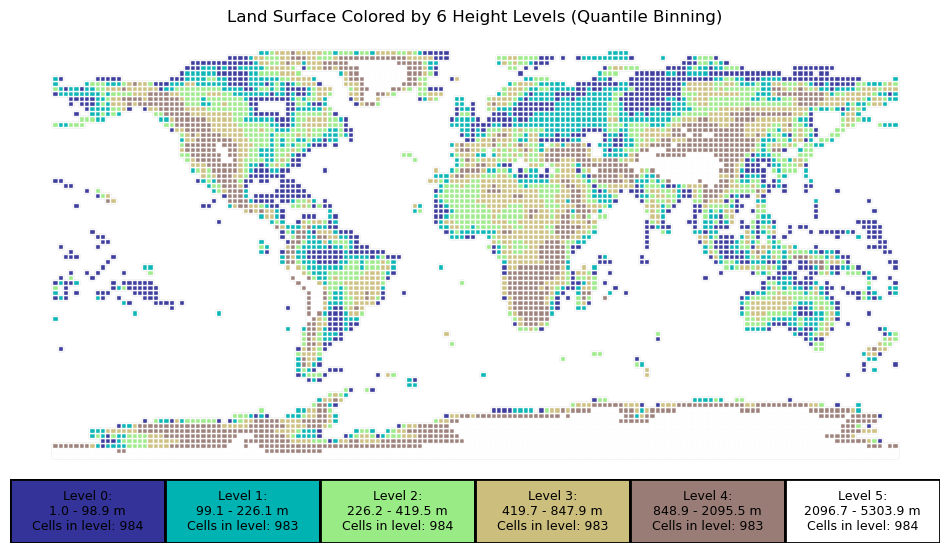 Land Surface Colored by 6 Height Levels (Quantile Binning)
Level 0:
1.0 - 98.9 m
Cells in level: 984
Level 1:
99.1 - 226.1 m
Cells in level: 983
Level 2:
226.2 - 419.5 m
Cells in level: 984
Level 3:
419.7 - 847.9 m
Cells in level: 983
Level 4:
848.9 - 2095.5 m
Cells in level: 983
Level 5:
2096.7 - 5303.9 m
Cells in level: 984